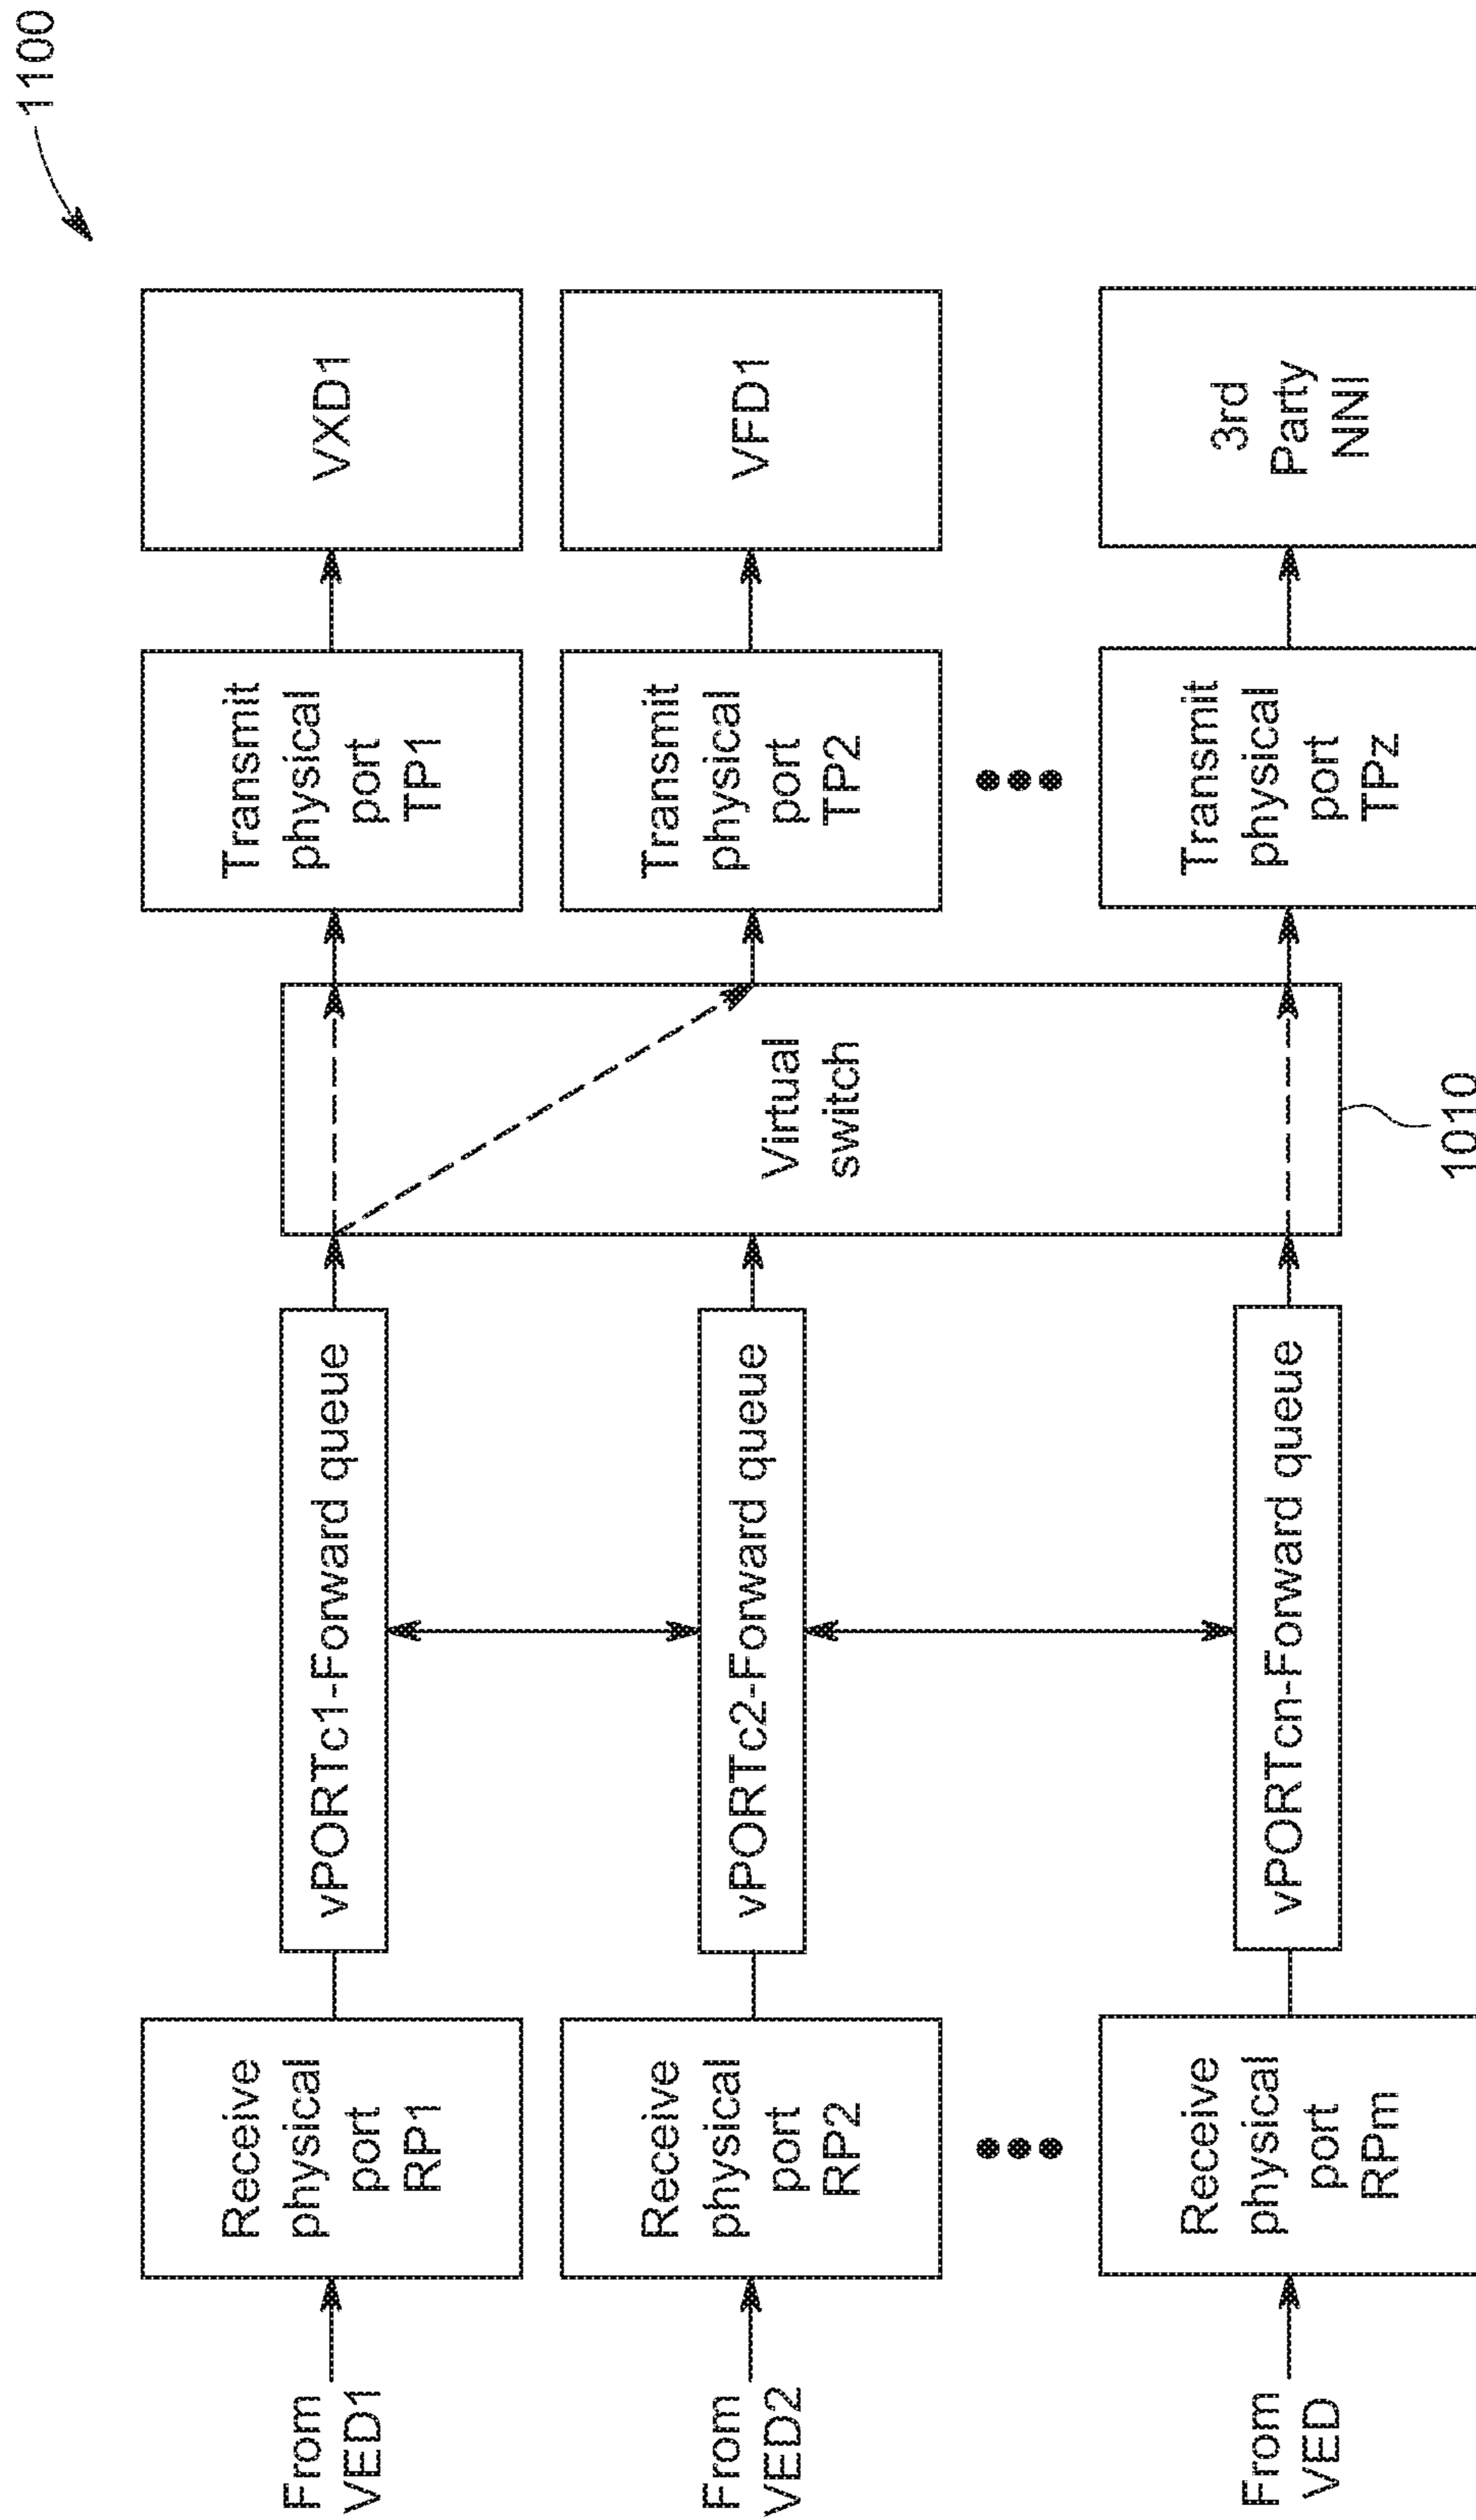 1100
From
VED1
Receive
physical
port
RP1
vPORTc1-Forward queue
Transmit
physical
port
TP1
VXD1
From
VED2
Receive
physical
port
RP2
vPORTc2-Forward queue
Virtual
switch
Transmit
physical
port
TP2
VFD1
From
VED
Receive
physical
port
RPm
vPORTcn-Forward queue
Transmit
physical
port
TPz
3rd
Party
NNI
1010